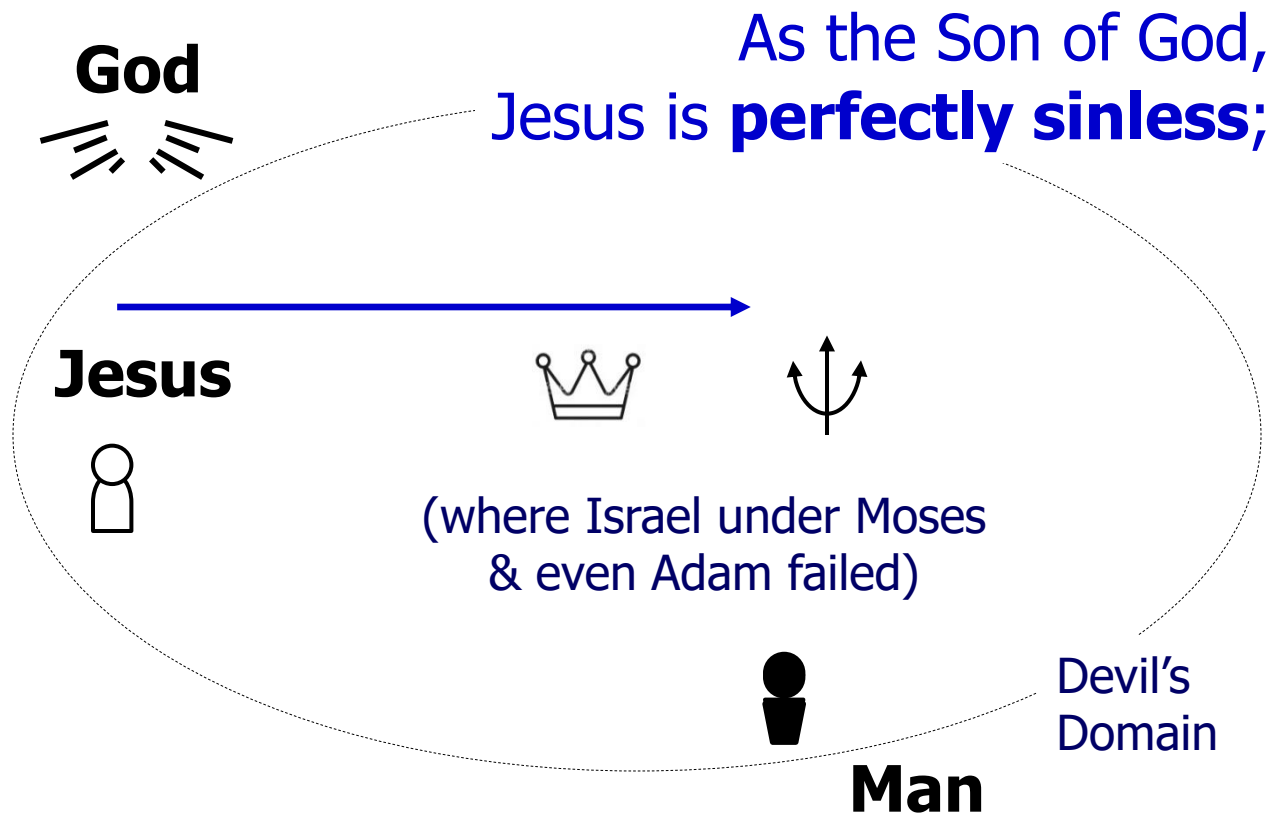 God
As the Son of God,
Jesus is perfectly sinless;
Jesus
(where Israel under Moses
& even Adam failed)
Devil’s
Domain
Man